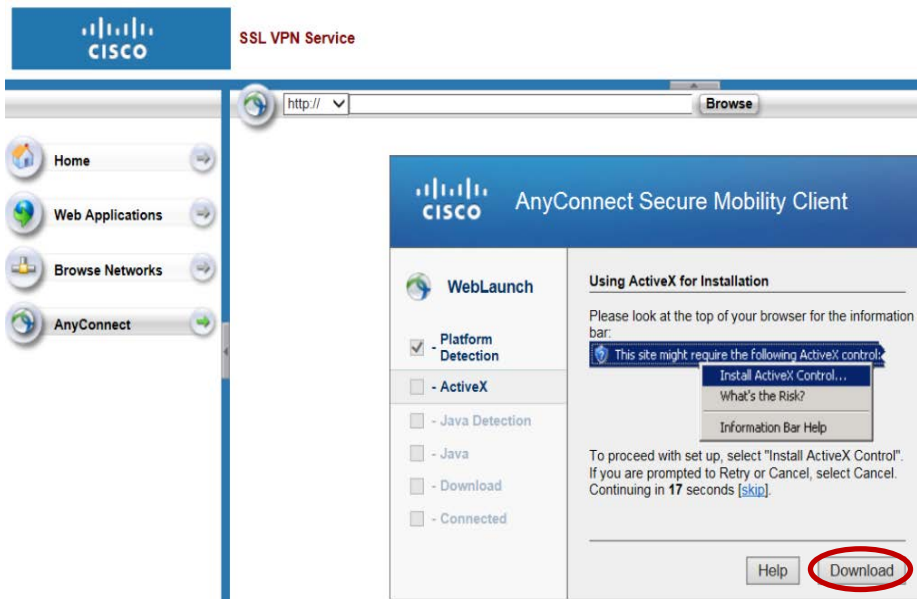 CISCO
SSL VPN Service
http://
Browse
Home
Web Applications
Browse Networks
AnyConnect
CISCO
AnyConnect Secure Mobility Client
WebLaunch
- Platform
Detection
- ActiveX
- Java Detection
- Java
- Download
- Connected
Using ActiveX for Installation
Please look at the top of your browser for the information
bar:
This site might require the following ActiveX control:
Install ActiveX Control...
What's the Risk?
Information Bar Help
To proceed with set up, select "Install ActiveX Control".
If you are prompted to Retry or Cancel, select Cancel.
Continuing in 17 seconds [skip].
Help
Download